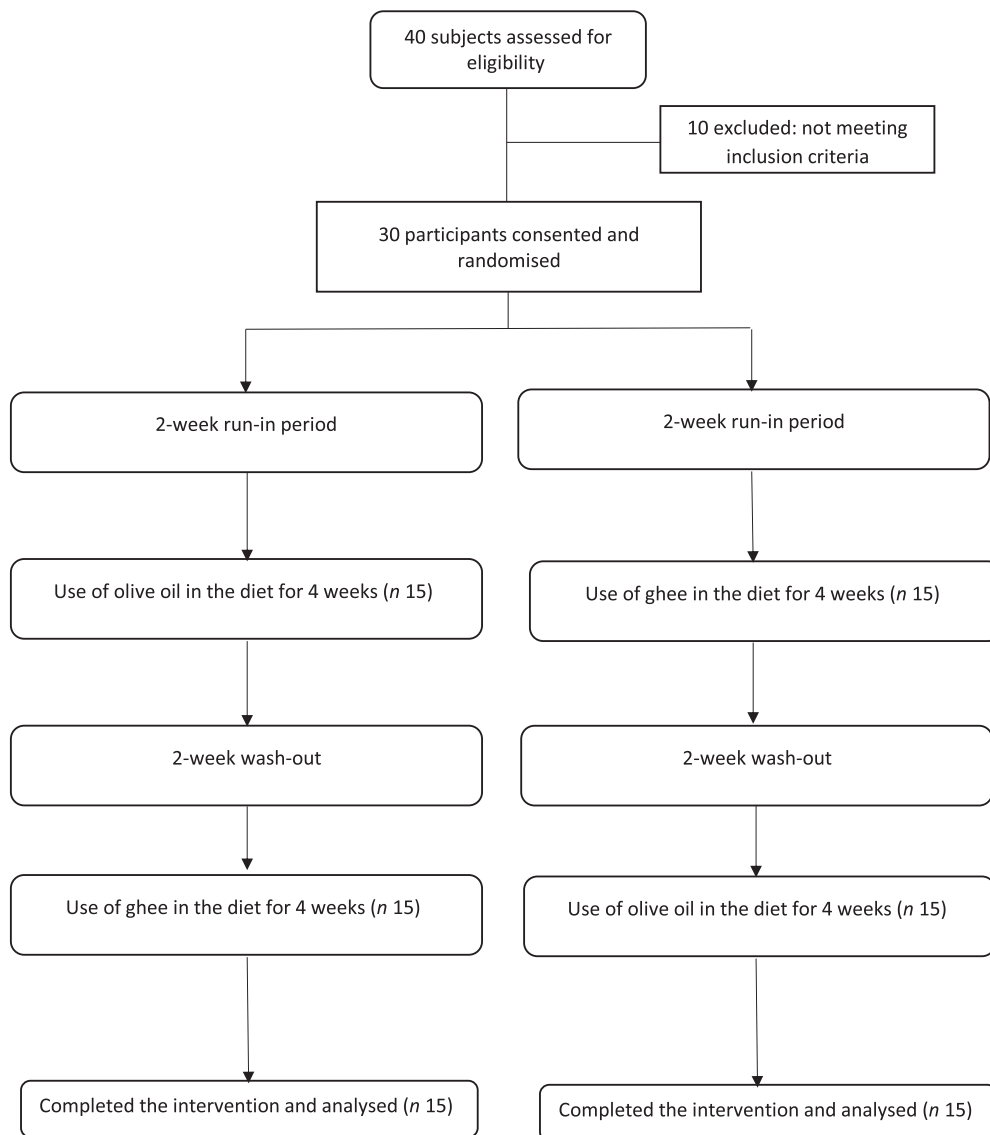 40 subjects assessed for
eligibility
10 excluded: not meeting
inclusion criteria
30 participants consented and
randomised
2-week run-in period
2-week run-in period
Use of olive oil in the diet for 4 weeks (n 15)
Use of ghee in the diet for 4 weeks (n 15)
2-week wash-out
2-week wash-out
Use of ghee in the diet for 4 weeks (n 15)
Use of olive oil in the diet for 4 weeks (n 15)
Completed the intervention and analysed (n 15)
Completed the intervention and analysed (n 15)